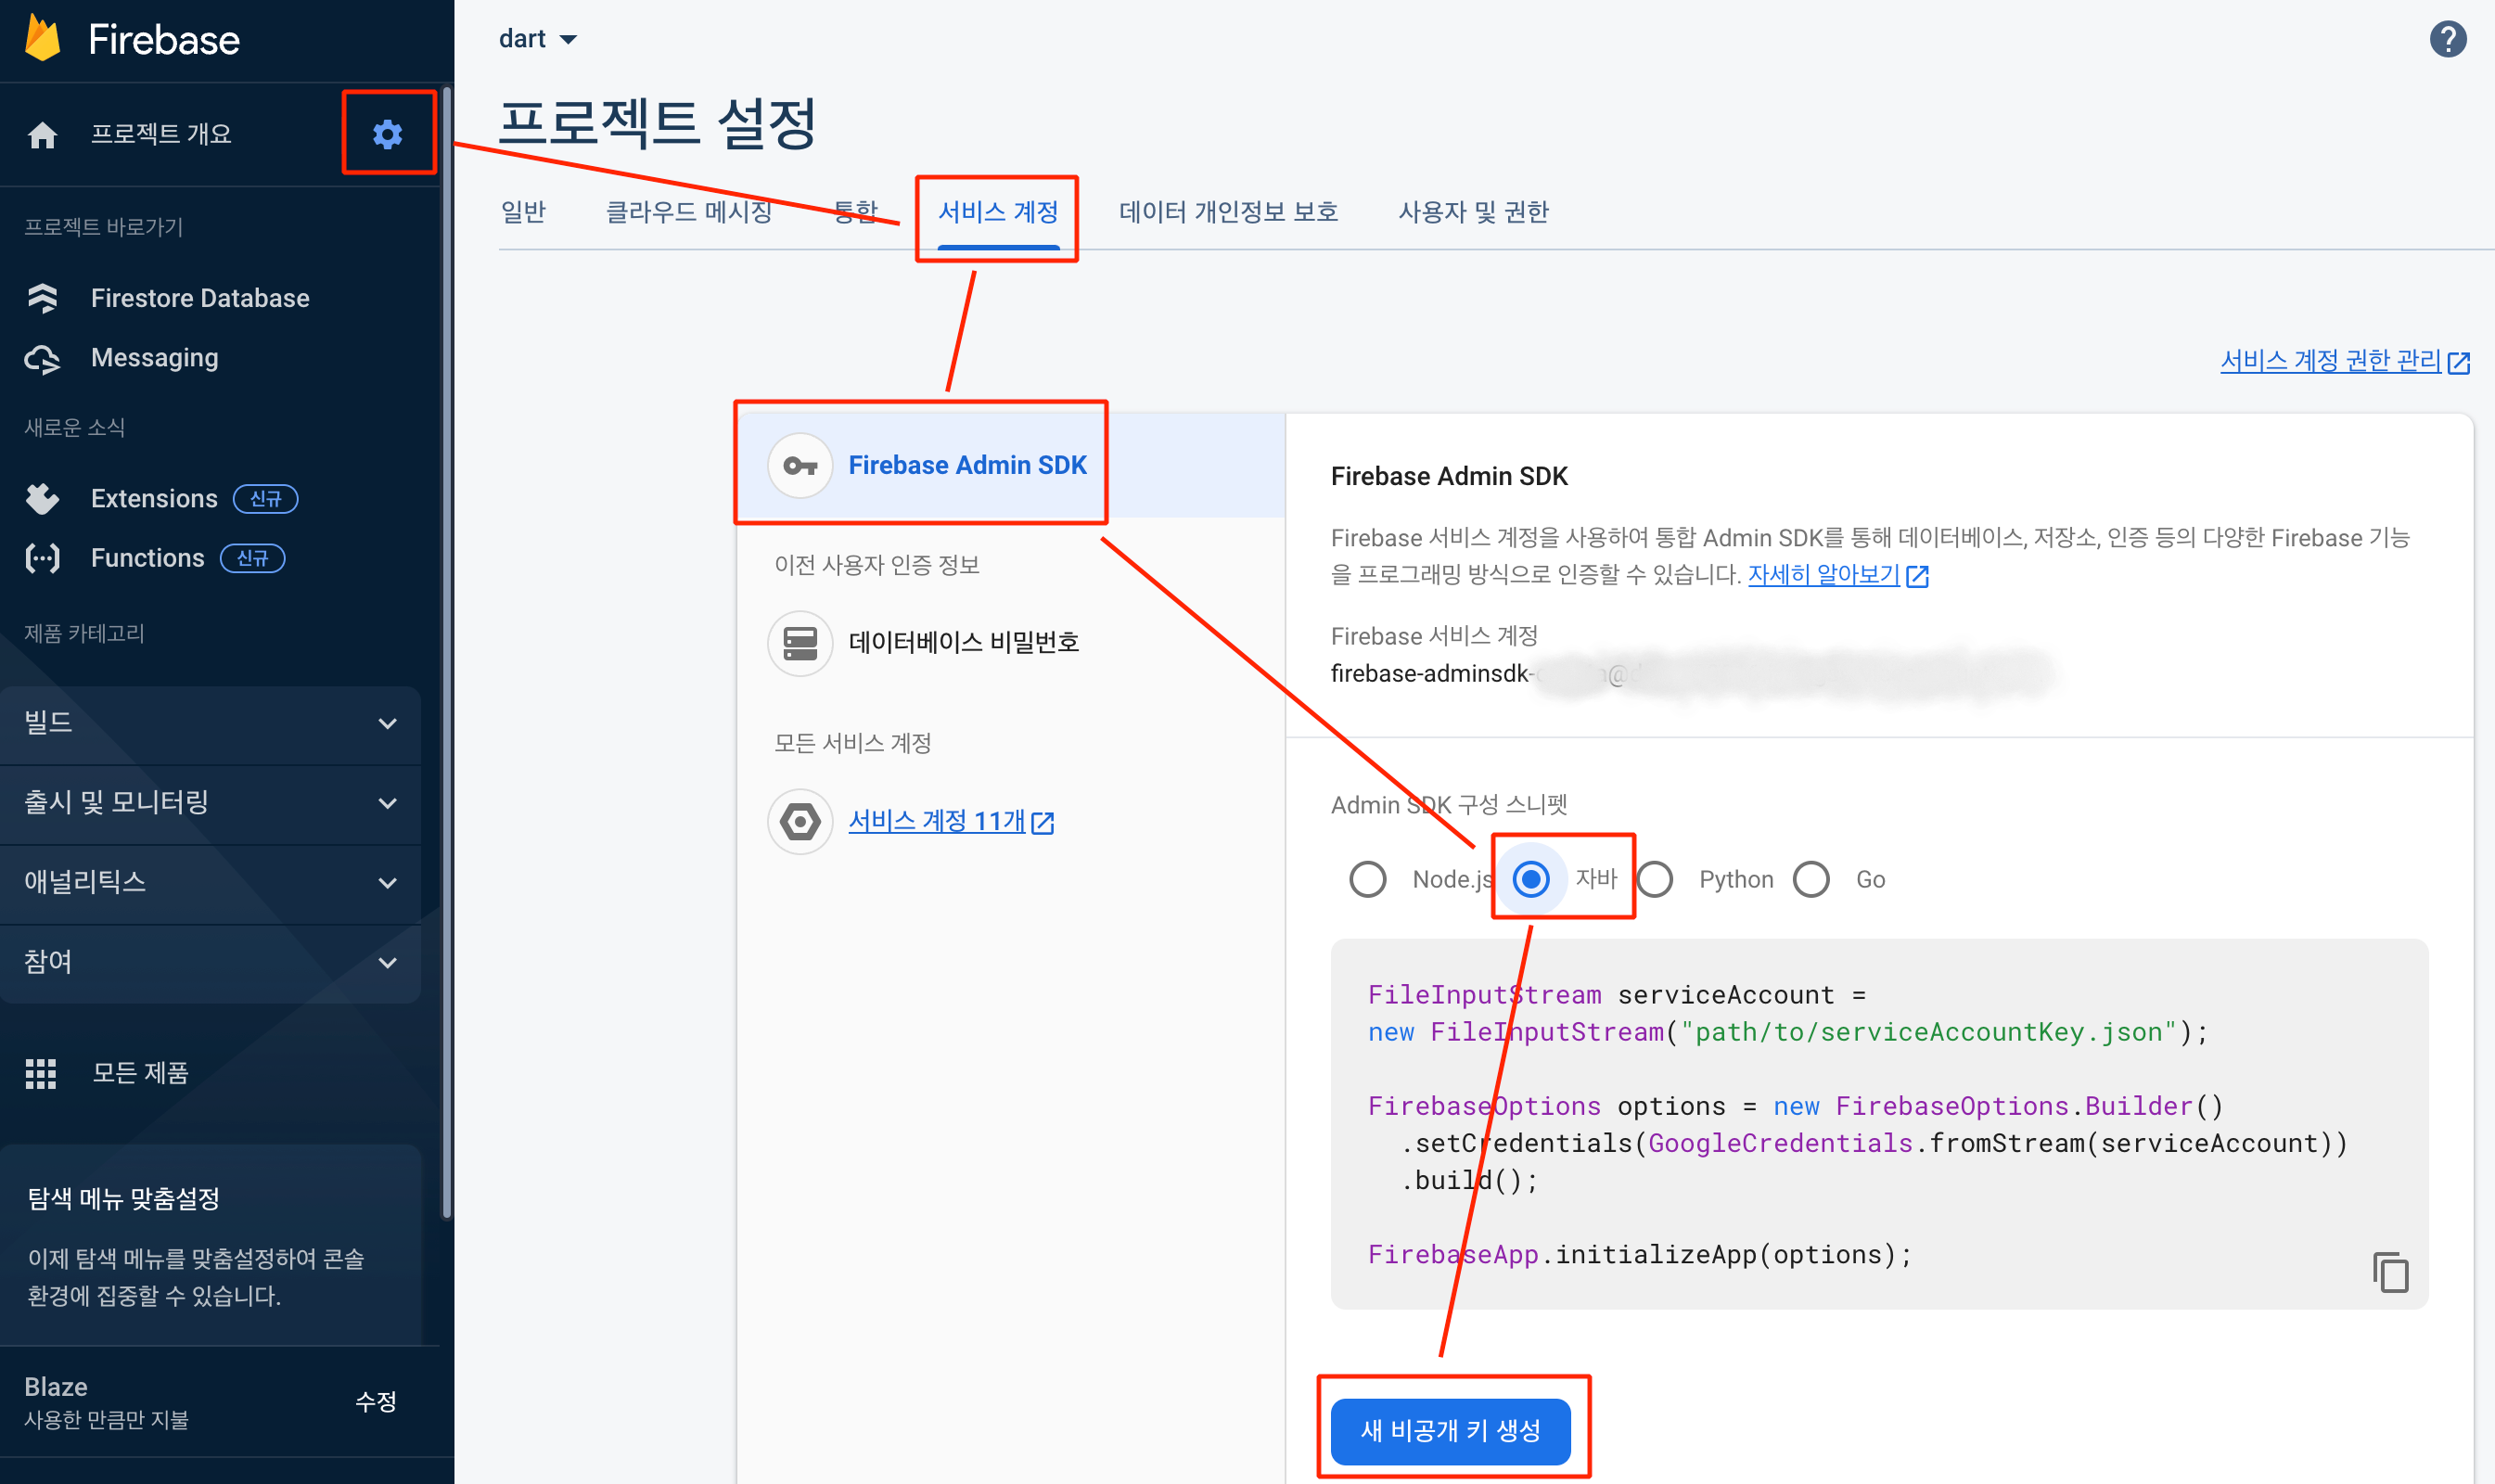 Firebase
프로젝트 개요
프로젝트 바로가기
Firestore Database
Messaging
새로운 소식
Extensions 신규
Functions 신규
제품 카테고리
빌드
출시 및 모니터링
애널리틱스
참여
모든 제품
탐색 메뉴 맞춤설정
이제 탐색 메뉴를 맞춤설정하여 콘솔
환경에 집중할 수 있습니다.
Blaze
사용한 만큼만 지불
수정
dart
프로젝트 설정
일반 클라우드 메시징 통합 서비스 계정 데이터 개인정보 보호 사용자 및 권한
서비스 계정 권한 관리
Firebase Admin SDK
이전 사용자 인증 정보
데이터베이스 비밀번호
모든 서비스 계정
서비스 계정 11개
Firebase Admin SDK
Firebase 서비스 계정을 사용하여 통합 Admin SDK를 통해 데이터베이스, 저장소, 인증 등의 다양한 Firebase 기능
을 프로그래밍 방식으로 인증할 수 있습니다. 자세히 알아보기
Firebase 서비스 계정
firebase-adminsdk-
Admin SDK 구성 스니펫
Node.js 자바 Python Go
FileInputStream serviceAccount =
new FileInputStream("path/to/serviceAccountKey.json");
FirebaseOptions options = new FirebaseOptions.Builder()
.setCredentials(GoogleCredentials.fromStream(serviceAccount))
.build();
FirebaseApp.initializeApp(options);
새 비공개 키 생성